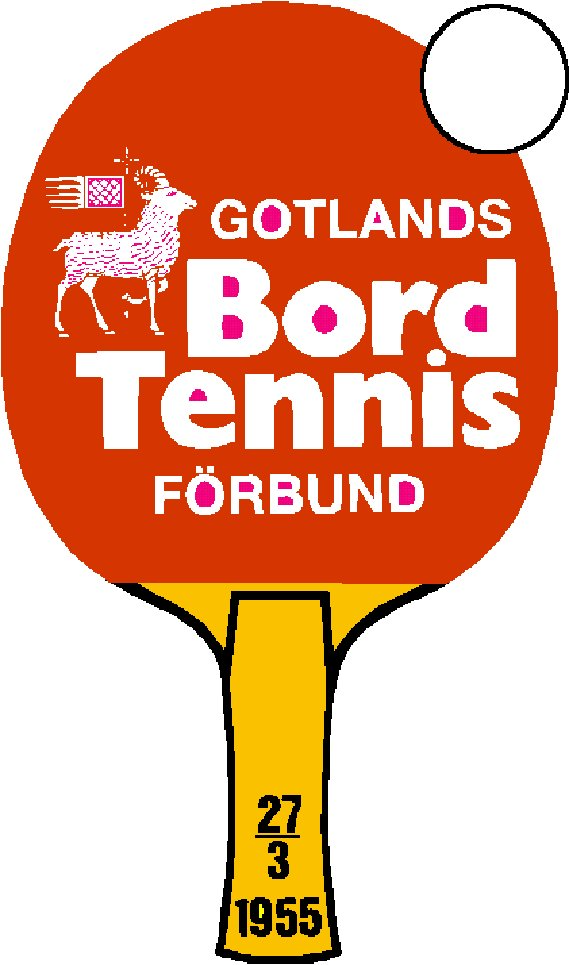 GOTLANDS
Bord
Tennis
FÖRBUND
27
3
1955